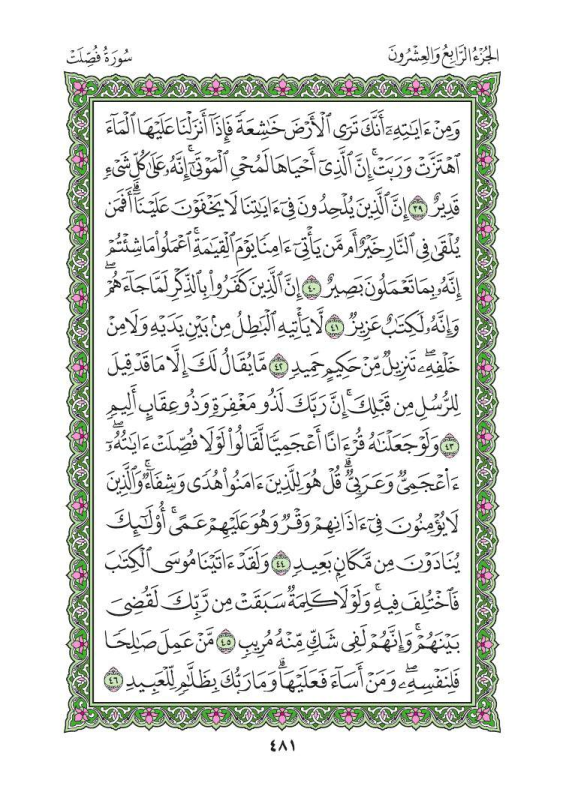 الجُزْءُ الرَّابِعُ وَالعِشْرُونَ
سُورَةُ فُصِّلَتْ
وَمِنْ ءَايَٰتِهِۦٓ أَنَّكَ تَرَى ٱلْأَرْضَ خَٰشِعَةً فَإِذَآ أَنزَلْنَا عَلَيْهَا ٱلْمَآءَ
ٱهْتَزَّتْ وَرَبَتْۚ إِنَّ ٱلَّذِىٓ أَحْيَاهَا لَمُحْىِ ٱلْمَوْتَىٰٓۚ إِنَّهُۥ عَلَىٰ كُلِّ شَىْءٍ
قَدِيرٌ ٣٩ إِنَّ ٱلَّذِينَ يُلْحِدُونَ فِىٓ ءَايَٰتِنَا لَا يَخْفَوْنَ عَلَيْنَآۗ أَفَمَن
يُلْقَىٰ فِى ٱلنَّارِ خَيْرٌ أَم مَّن يَأْتِىٓ ءَامِنًا يَوْمَ ٱلْقِيَٰمَةِۚ ٱعْمَلُوا۟ مَا شِئْتُمْ
إِنَّهُۥ بِمَا تَعْمَلُونَ بَصِيرٌ ٤٠ إِنَّ ٱلَّذِينَ كَفَرُوا۟ بِٱلذِّكْرِ لَمَّا جَآءَهُمْۖ
وَإِنَّهُۥ لَكِتَٰبٌ عَزِيزٌ ٤١ لَّا يَأْتِيهِ ٱلْبَٰطِلُ مِنۢ بَيْنِ يَدَيْهِ وَلَا مِنْ
خَلْفِهِۦۖ تَنزِيلٌ مِّنْ حَكِيمٍ حَمِيدٍ ٤٢ مَّا يُقَالُ لَكَ إِلَّا مَا قَدْ قِيلَ
لِلرُّسُلِ مِن قَبْلِكَۚ إِنَّ رَبَّكَ لَذُو مَغْفِرَةٍ وَذُو عِقَابٍ أَلِيمٍ
٤٣ وَلَوْ جَعَلْنَٰهُ قُرْءَانًا أَعْجَمِيًّا لَّقَالُوا۟ لَوْلَا فُصِّلَتْ ءَايَٰتُهُۥٓۖ
ءَا۬عْجَمِىٌّ وَعَرَبِىٌّۗ قُلْ هُوَ لِلَّذِينَ ءَامَنُوا۟ هُدًى وَشِفَآءٌۚ وَٱلَّذِينَ
لَا يُؤْمِنُونَ فِىٓ ءَاذَانِهِمْ وَقْرٌ وَهُوَ عَلَيْهِمْ عَمًىۚ أُو۟لَٰٓئِكَ
يُنَادَوْنَ مِن مَّكَانٍۭ بَعِيدٍ ٤٤ وَلَقَدْ ءَاتَيْنَا مُوسَى ٱلْكِتَٰبَ
فَٱخْتُلِفَ فِيهِۚ وَلَوْلَا كَلِمَةٌ سَبَقَتْ مِن رَّبِّكَ لَقُضِىَ
بَيْنَهُمْۚ وَإِنَّهُمْ لَفِى شَكٍّ مِّنْهُ مُرِيبٍ ٤٥ مَّنْ عَمِلَ صَٰلِحًا
فَلِنَفْسِهِۦۖ وَمَنْ أَسَآءَ فَعَلَيْهَاۗ وَمَا رَبُّكَ بِظَلَّٰمٍ لِّلْعَبِيدِ ٤٦
٤٨١